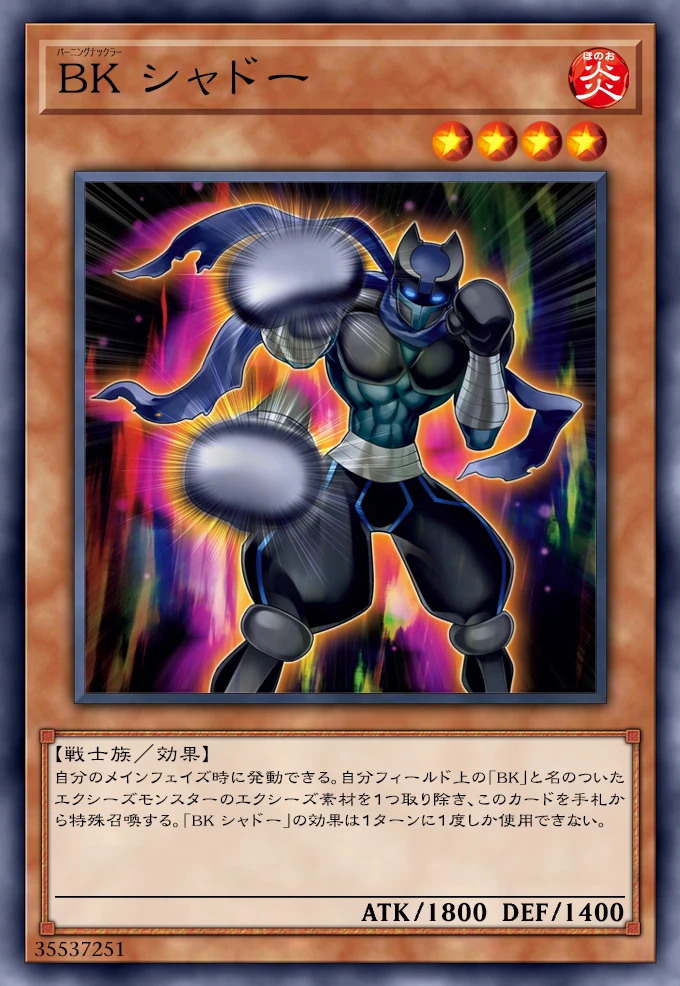 バーニングナックラー
BK シャドー
ほのお
炎
【戦士族／効果】
自分のメインフェイズ時に発動できる。自分フィールド上の「BK」と名のついた
エクシーズモンスターのエクシーズ素材を1つ取り除き、このカードを手札か
ら特殊召喚する。「BK シャドー」の効果は1ターンに1度しか使用できない。
ATK/1800 DEF/1400
35537251